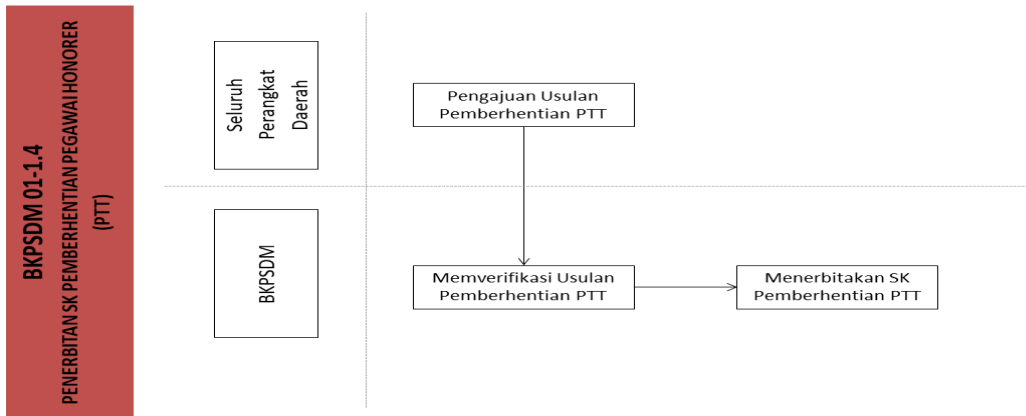 BKPSDM 01-1.4
PENERBITAN SK PEMBERHENTIAN PEGAWAI HONORER
(PTT)
Seluruh
Perangkat
Daerah
Pengajuan Usulan
Pemberhentian PTT
BKPSDM
Memverifikasi Usulan
Pemberhentian PTT
Menerbitakan SK
Pemberhentian PTT